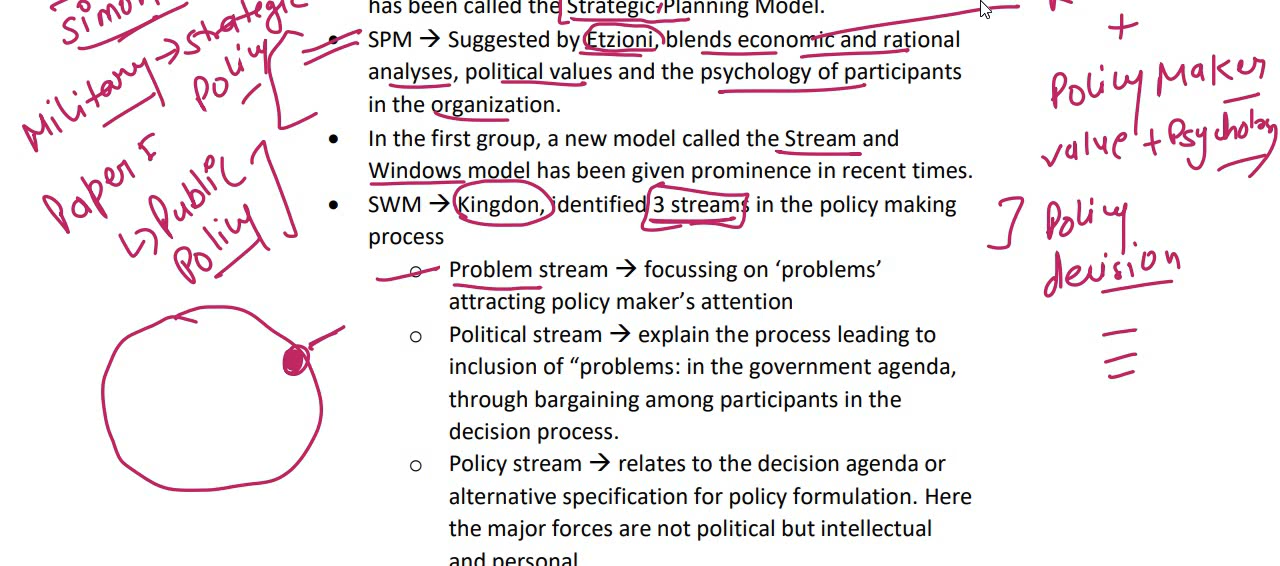 has been called the Strategic Planning Model.
SPM → Suggested by Etzioni, blends economic and rational
analyses, political values and the psychology of participants
in the organization.
• In the first group, a new model called the Stream and
Windows model has been given prominence in recent times.
• SWM → Kingdon, identified 3 streams in the policy making
process
o Problem stream → focussing on ‘problems’
attracting policy maker’s attention
o Political stream → explain the process leading to
inclusion of “problems: in the government agenda,
through bargaining among participants in the
decision process.
o Policy stream → relates to the decision agenda or
alternative specification for policy formulation. Here
the major forces are not political but intellectual
and personal
Simon
Military → strategic
Policy
Paper I
↳ Public
Policy
+
Policy Maker
value + Psychology
] Policy
decision